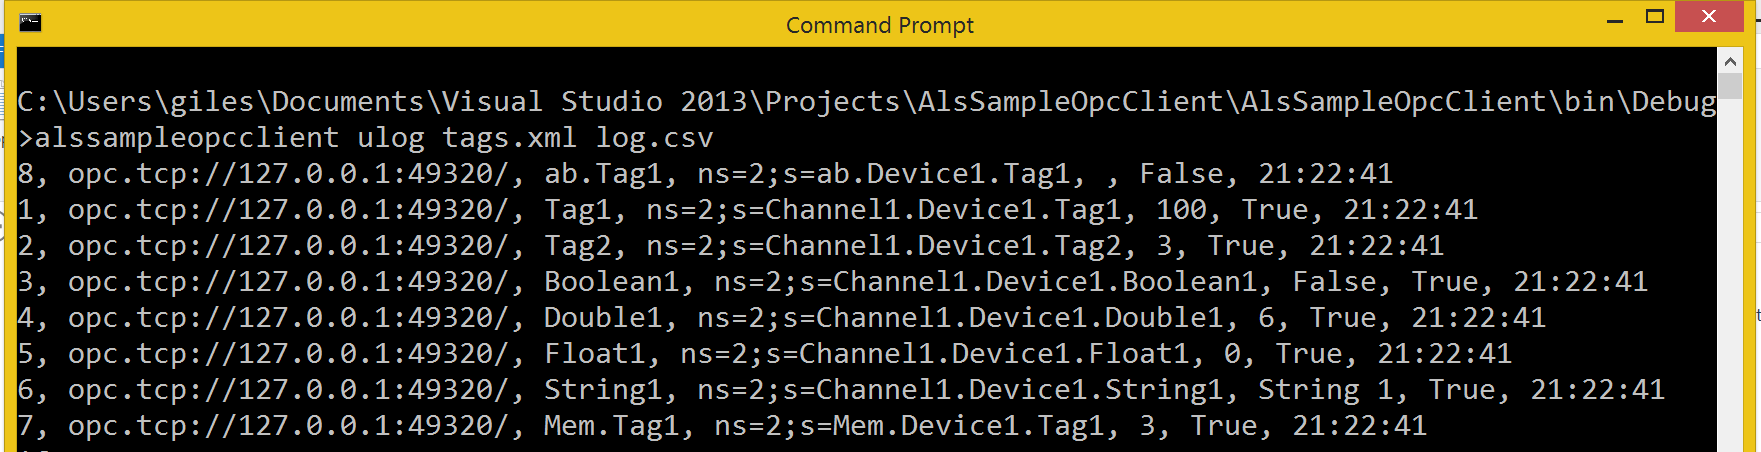 Command Prompt
C:\Users\giles\Documents\Visual Studio 2013\Projects\AlsSampleOpcClient\AlsSampleOpcClient\bin\Debug
>alssampleopcclient ulog tags.xml log.csv
8, opc.tcp://127.0.0.1:49320/, ab.Tag1, ns=2;s=ab.Device1.Tag1, , False, 21:22:41
1, opc.tcp://127.0.0.1:49320/, Tag1, ns=2;s=Channel1.Device1.Tag1, 100, True, 21:22:41
2, opc.tcp://127.0.0.1:49320/, Tag2, ns=2;s=Channel1.Device1.Tag2, 3, True, 21:22:41
3, opc.tcp://127.0.0.1:49320/, Boolean1, ns=2;s=Channel1.Device1.Boolean1, False, True, 21:22:41
4, opc.tcp://127.0.0.1:49320/, Double1, ns=2;s=Channel1.Device1.Double1, 6, True, 21:22:41
5, opc.tcp://127.0.0.1:49320/, Float1, ns=2;s=Channel1.Device1.Float1, 0, True, 21:22:41
6, opc.tcp://127.0.0.1:49320/, String1, ns=2;s=Channel1.Device1.String1, String 1, True, 21:22:41
7, opc.tcp://127.0.0.1:49320/, Mem.Tag1, ns=2;s=Mem.Device1.Tag1, 3, True, 21:22:41